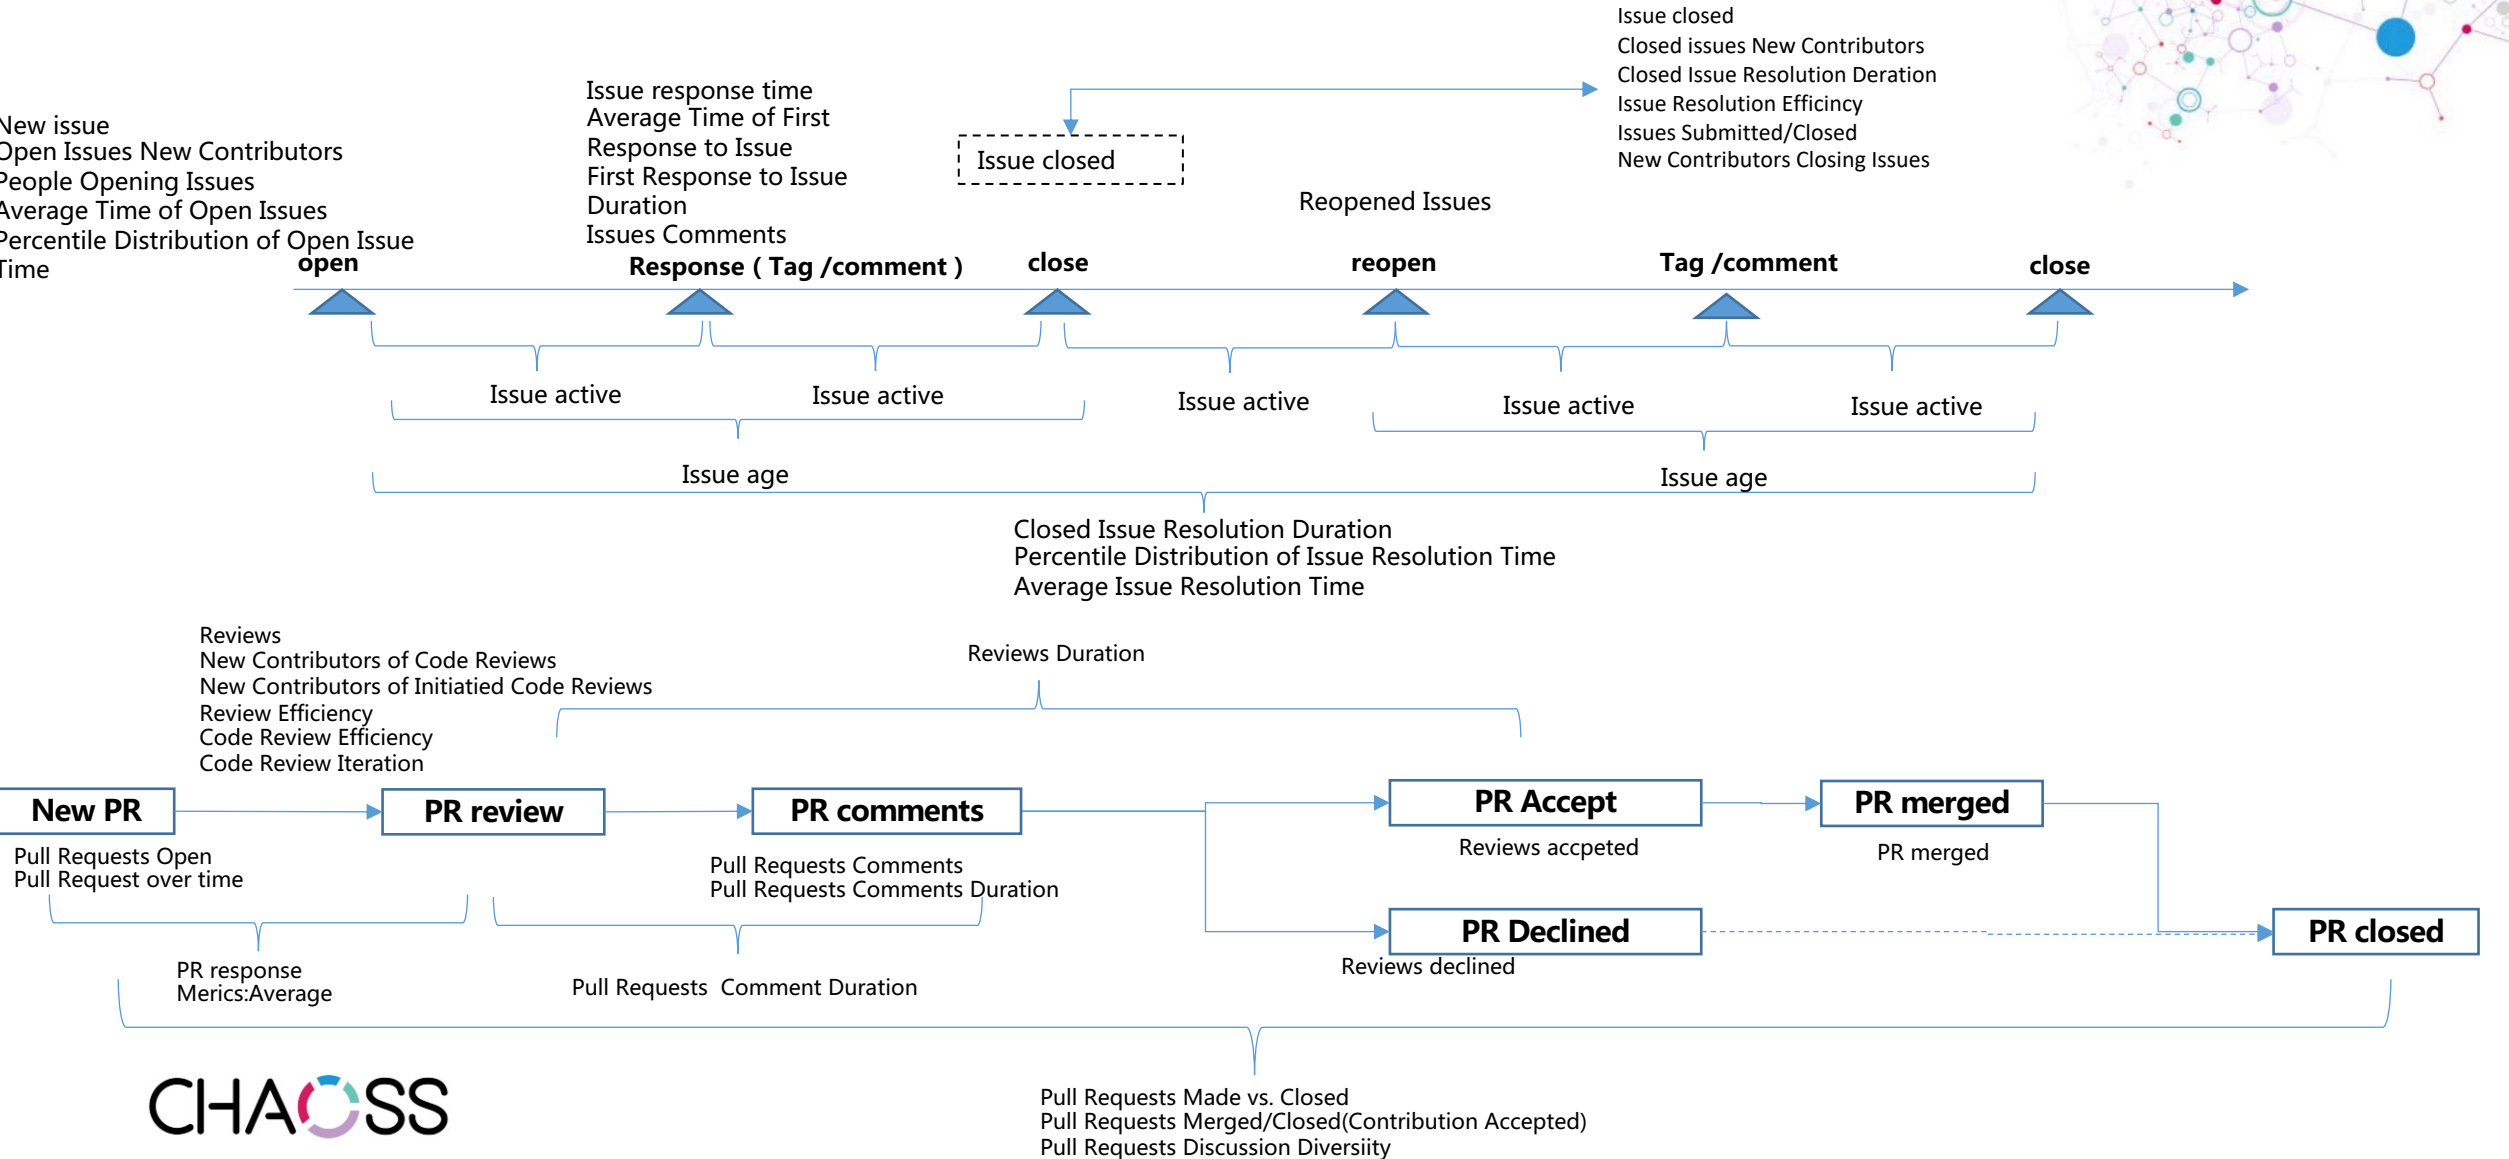 Issue closed
Closed issues New Contributors
Closed Issue Resolution Deration
Issue Resolution Efficincy
Issues Submitted/Closed
New Contributors Closing Issues
New issue
Open Issues New Contributors
People Opening Issues
Average Time of Open Issues
Percentile Distribution of Open Issue
Time
Issue response time
Average Time of First
Response to Issue
First Response to Issue
Duration
Issues Comments
Issue closed
Reopened Issues
open
Response ( Tag /comment )
close
reopen
Tag /comment
close
Issue active
Issue active
Issue active
Issue active
Issue active
Issue age
Issue age
Closed Issue Resolution Duration
Percentile Distribution of Issue Resolution Time
Average Issue Resolution Time
Reviews
New Contributors of Code Reviews
New Contributors of Initiatied Code Reviews
Review Efficiency
Code Review Efficiency
Code Review Iteration
Reviews Duration
New PR
PR review
PR comments
PR Accept
PR merged
Pull Requests Open
Pull Request over time
Pull Requests Comments
Pull Requests Comments Duration
Reviews accpeted
PR merged
PR Declined
PR closed
Reviews declined
PR response
Merics:Average
Pull Requests  Comment Duration
CHAOSS
Pull Requests Made vs. Closed
Pull Requests Merged/Closed(Contribution Accepted)
Pull Requests Discussion Diversiity